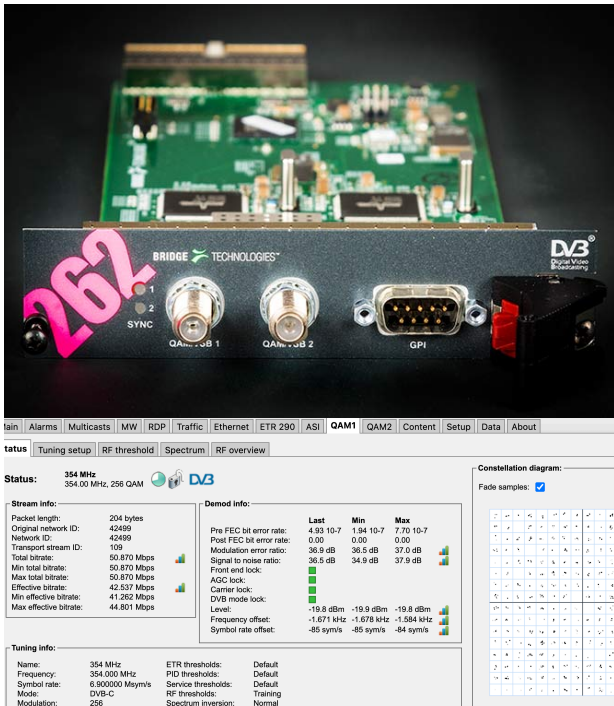 262
BRIDGE TECHNOLOGIES™
DVB®
Digital Video
Broadcasting
1
2
SYNC
QAM/VSB 1
QAM/VSB 2
GPI
Alarms Multicasts MW RDP Traffic Ethernet ETR 290 ASI QAM1 QAM2 Content Setup Data About
Tuning setup RF threshold Spectrum RF overview
Status: 354 MHz
354.00 MHz, 256 QAM DVB
Constellation diagram:
Fade samples:
Stream info:
Packet length: 204 bytes
Original network ID: 42499
Network ID: 42499
Transport stream ID: 109
Total bitrate: 50.870 Mbps
Min total bitrate: 50.870 Mbps
Max total bitrate: 50.870 Mbps
Effective bitrate: 42.537 Mbps
Min effective bitrate: 41.262 Mbps
Max effective bitrate: 44.801 Mbps
Demod info:
Last Min Max
Pre FEC bit error rate: 4.93 10-7 1.94 10-7 7.70 10-7
Post FEC bit error rate: 0.00 0.00 0.00
Modulation error ratio: 36.9 dB 36.5 dB 37.0 dB
Signal to noise ratio: 36.5 dB 34.9 dB 37.9 dB
Front end lock:
AGC lock:
Carrier lock:
DVB mode lock:
Level: -19.8 dBm -19.9 dBm -19.8 dBm
Frequency offset: -1.671 kHz -1.678 kHz -1.584 kHz
Symbol rate offset: -85 sym/s -85 sym/s -84 sym/s
Tuning info:
Name: 354 MHz ETR thresholds: Default
Frequency: 354.000 MHz PID thresholds: Default
Symbol rate: 6.900000 Msym/s Service thresholds: Default
Mode: DVB-C RF thresholds: Training
Modulation: 256 Spectrum inversion: Normal